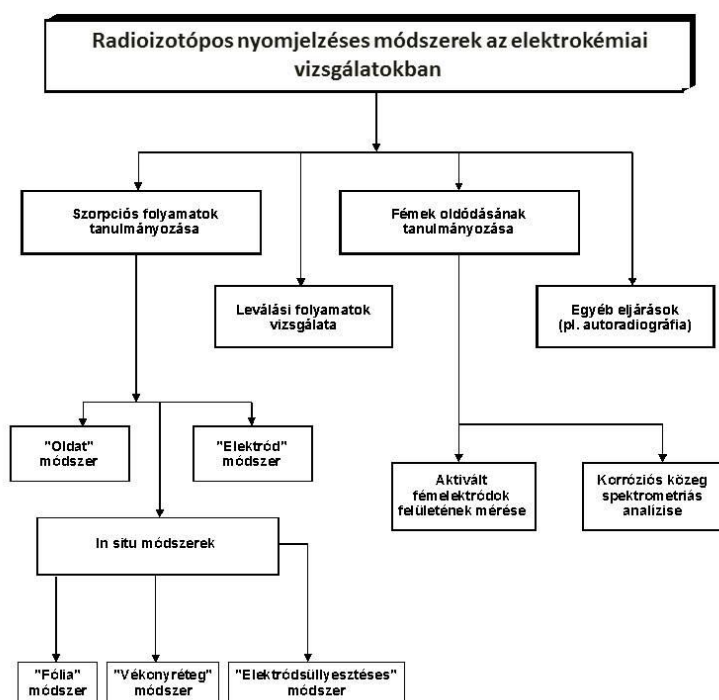 Radioizotópos nyomjelzéses módszerek az elektrokémiai
vizsgálatokban
Szorpciós folyamatok
tanulmányozása
Fémek oldódásának
tanulmányozása
Leválási folyamatok
vizsgálata
Egyéb eljárások
(pl. autoradiográfia)
"Oldat"
módszer
"Elektród"
módszer
Aktivált
fémelektródok
felületének mérése
Korróziós közeg
spektrometriás
analízise
In situ módszerek
"Fólia"
módszer
"Vékonyréteg"
módszer
"Elektródsüllyesztéses"
módszer